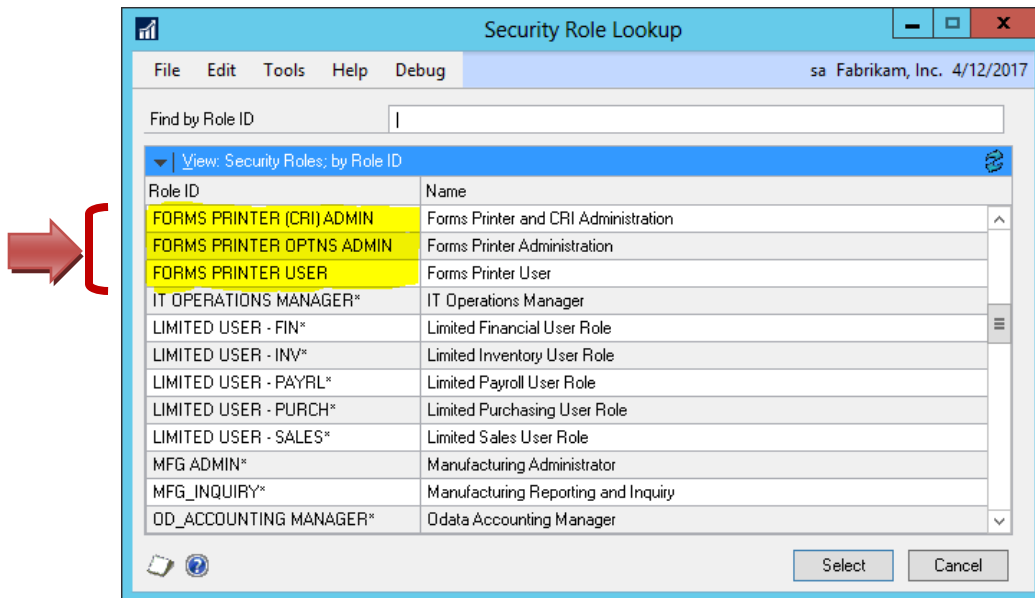 Security Role Lookup
File Edit Tools Help Debug sa Fabrikam, Inc. 4/12/2017
Find by Role ID
View: Security Roles; by Role ID
Role ID Name
FORMS PRINTER (CRI) ADMIN Forms Printer and CRI Administration
FORMS PRINTER OPTNS ADMIN Forms Printer Administration
FORMS PRINTER USER Forms Printer User
IT OPERATIONS MANAGER* IT Operations Manager
LIMITED USER - FIN* Limited Financial User Role
LIMITED USER - INV* Limited Inventory User Role
LIMITED USER - PAYRL* Limited Payroll User Role
LIMITED USER - PURCH* Limited Purchasing User Role
LIMITED USER - SALES* Limited Sales User Role
MFG ADMIN* Manufacturing Administrator
MFG_INQUIRY* Manufacturing Reporting and Inquiry
OD_ACCOUNTING MANAGER* Odata Accounting Manager
Select Cancel